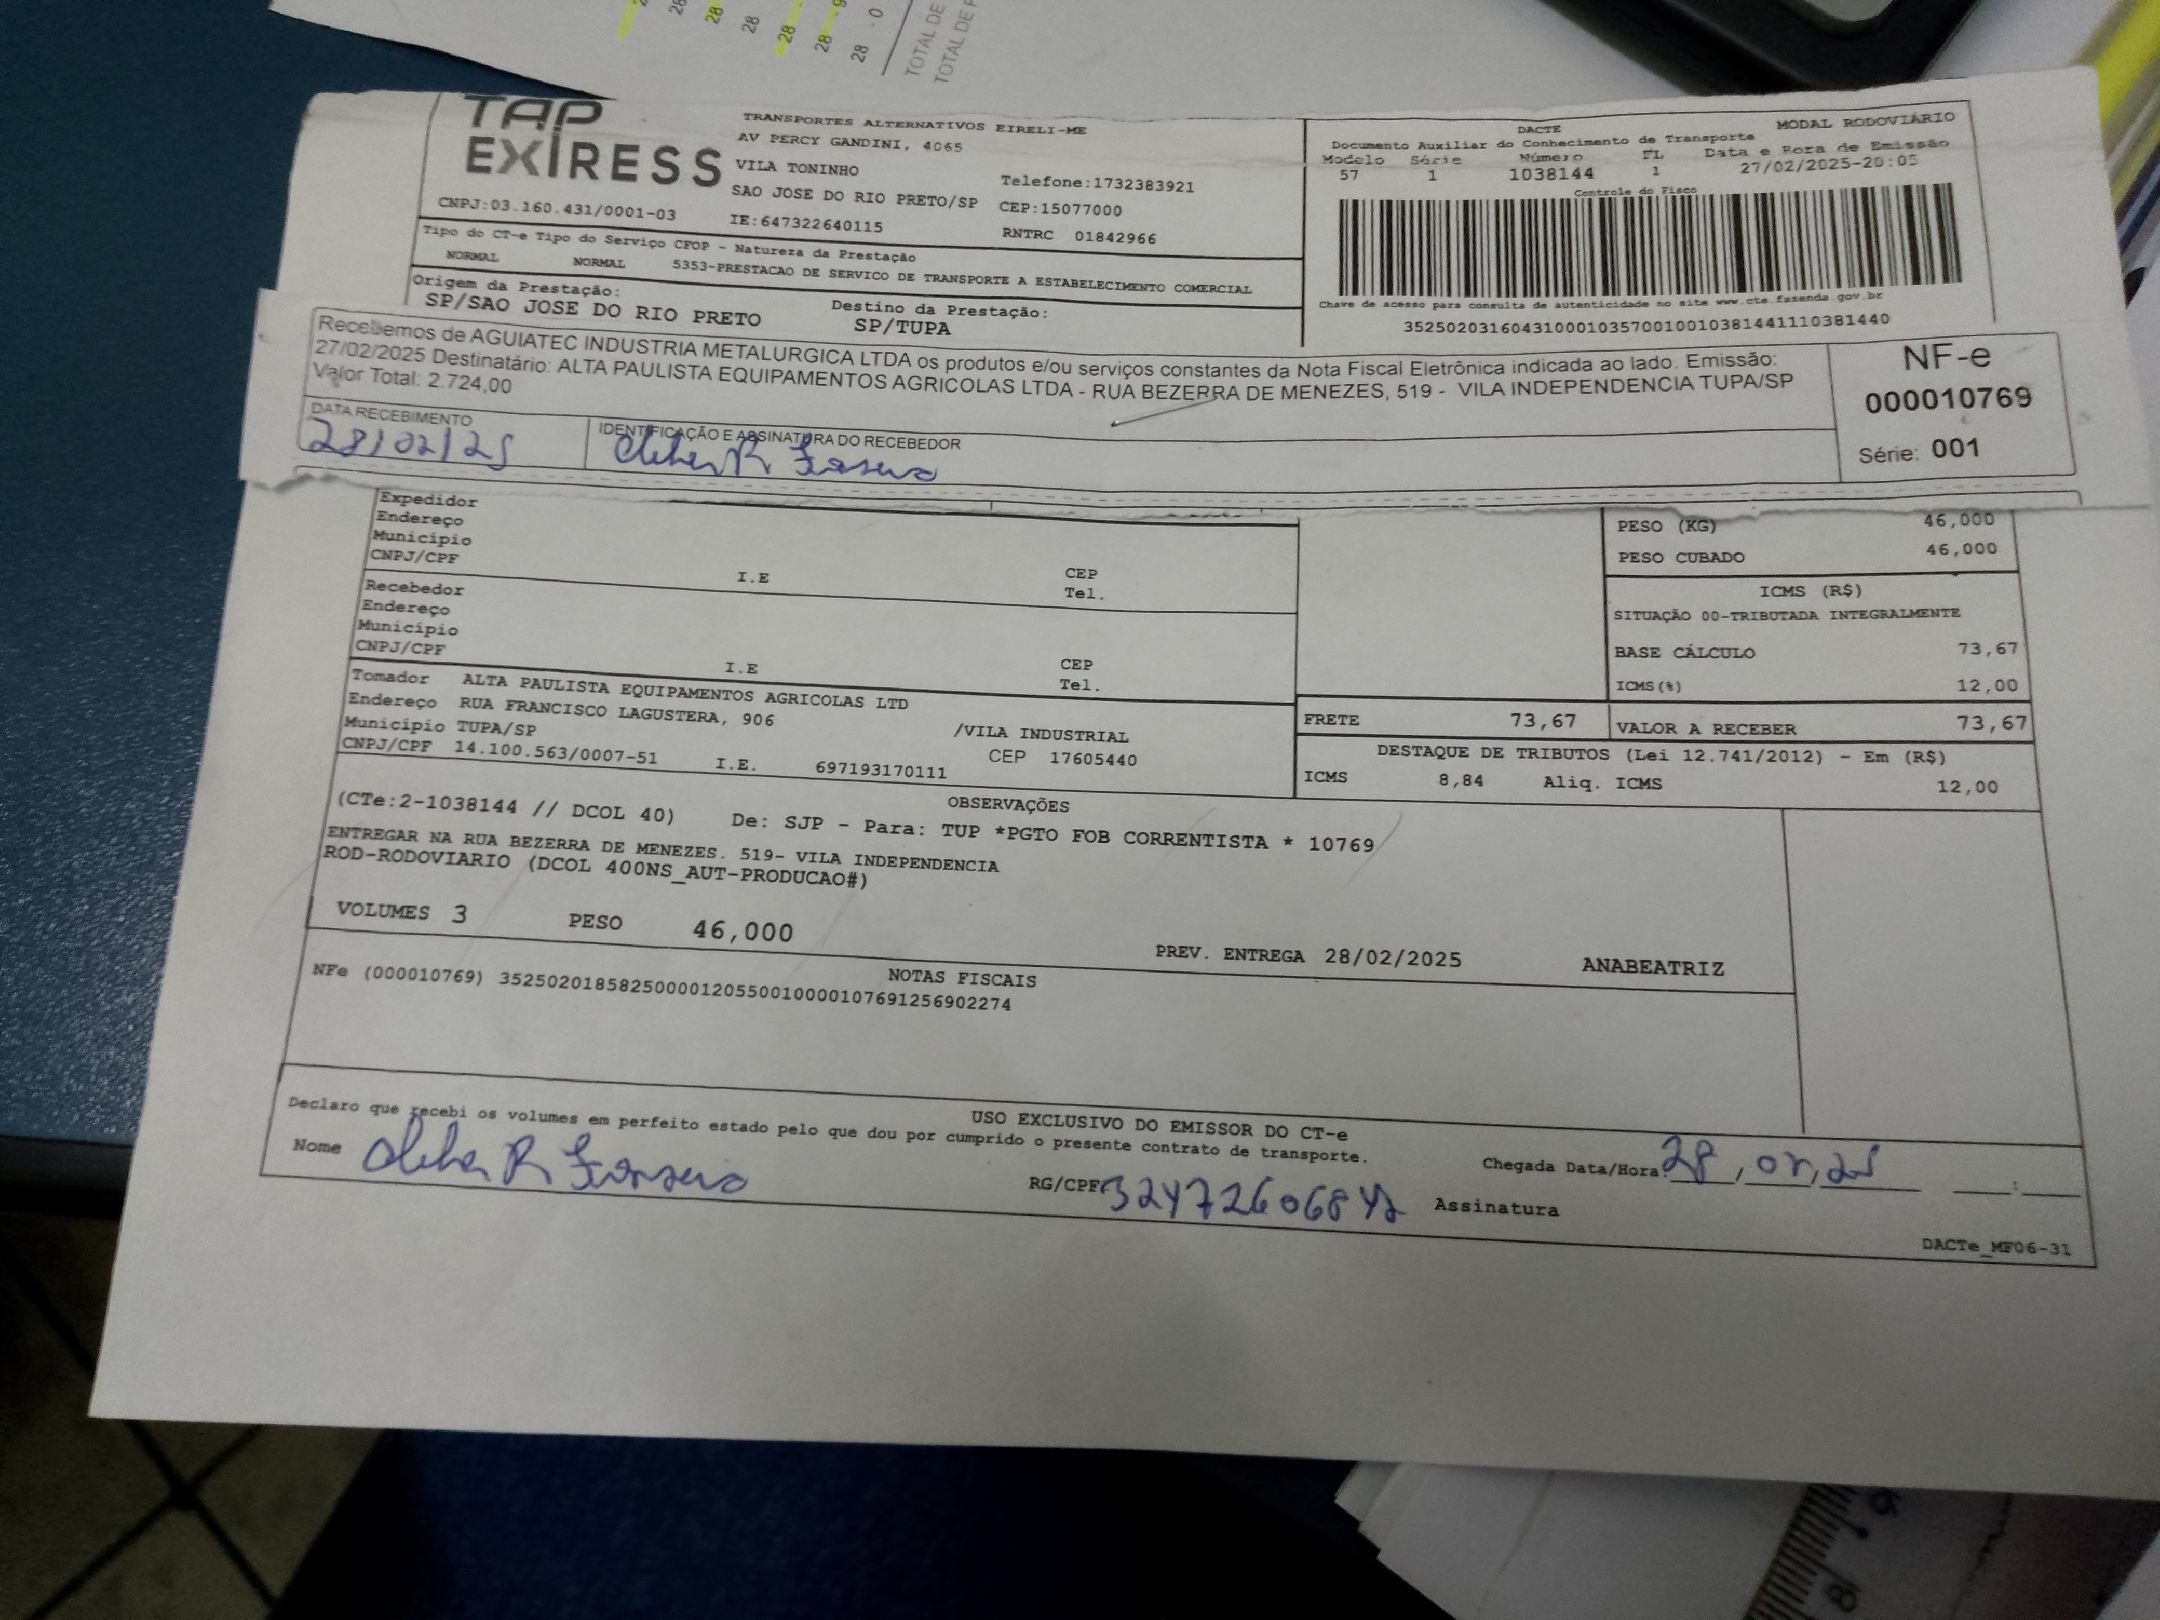 28
28
28
28
28
28
28 - 0
TOTAL DE
TOTAL DE
TAP
EXPRESS
TRANSPORTES ALTERNATIVOS EIRELI-ME
AV PERCY GANDINI, 4065
VILA TONINHO
Telefone:1732383921
SAO JOSE DO RIO PRETO/SP CEP:15077000
CNPJ:03.160.431/0001-03 IE:647322640115 RNTRC 01842966
DACTE MODAL RODOVIÁRIO
Documento Auxiliar do Conhecimento de Transporte
Modelo Série Número FL Data e Hora de Emissão
57 1 1038144 1 27/02/2025-20:05
Controle do Fisco
Tipo do CT-e Tipo do Serviço CFOP - Natureza da Prestação
NORMAL NORMAL 5353-PRESTACAO DE SERVICO DE TRANSPORTE A ESTABELECIMENTO COMERCIAL
Origem da Prestação: Destino da Prestação:
SP/SAO JOSE DO RIO PRETO SP/TUPA
Chave de acesso para consulta de autenticidade no site www.cte.fazenda.gov.br
35250203160431000103570010010381441110381440
Recebemos de AGUIATEC INDUSTRIA METALURGICA LTDA os produtos e/ou serviços constantes da Nota Fiscal Eletrônica indicada ao lado. Emissão:
27/02/2025 Destinatário: ALTA PAULISTA EQUIPAMENTOS AGRICOLAS LTDA - RUA BEZERRA DE MENEZES, 519 - VILA INDEPENDENCIA TUPA/SP
Valor Total: 2.724,00
NF-e
000010769
Série: 001
DATA RECEBIMENTO IDENTIFICAÇÃO E ASSINATURA DO RECEBEDOR
28/02/25 Cleber R Fonseca
Expedidor
Endereço
Município
CNPJ/CPF I.E CEP
Tel.
Recebedor
Endereço
Município
CNPJ/CPF I.E CEP
Tel.
PESO (KG) 46,000
PESO CUBADO 46,000
ICMS (R$)
SITUAÇÃO 00-TRIBUTADA INTEGRALMENTE
BASE CÁLCULO 73,67
ICMS(%) 12,00
Tomador ALTA PAULISTA EQUIPAMENTOS AGRICOLAS LTD
Endereço RUA FRANCISCO LAGUSTERA, 906 /VILA INDUSTRIAL
Município TUPA/SP CEP 17605440
CNPJ/CPF 14.100.563/0007-51 I.E. 697193170111
FRETE 73,67 VALOR A RECEBER 73,67
DESTAQUE DE TRIBUTOS (Lei 12.741/2012) - Em (R$)
ICMS 8,84 Aliq. ICMS 12,00
OBSERVAÇÕES
(CTe:2-1038144 // DCOL 40) De: SJP - Para: TUP *PGTO FOB CORRENTISTA * 10769
ENTREGAR NA RUA BEZERRA DE MENEZES. 519- VILA INDEPENDENCIA
ROD-RODOVIARIO (DCOL 400NS_AUT-PRODUCAO#)
VOLUMES 3 PESO 46,000 PREV. ENTREGA 28/02/2025 ANABEATRIZ
NOTAS FISCAIS
NFe (000010769) 35250201858250000120550010000107691256902274
USO EXCLUSIVO DO EMISSOR DO CT-e
Declaro que recebi os volumes em perfeito estado pelo que dou por cumprido o presente contrato de transporte.
Nome Cleber R Fonseca RG/CPF Assinatura
Chegada Data/Hora: 28,02,25 :
DACTe_MF06-31